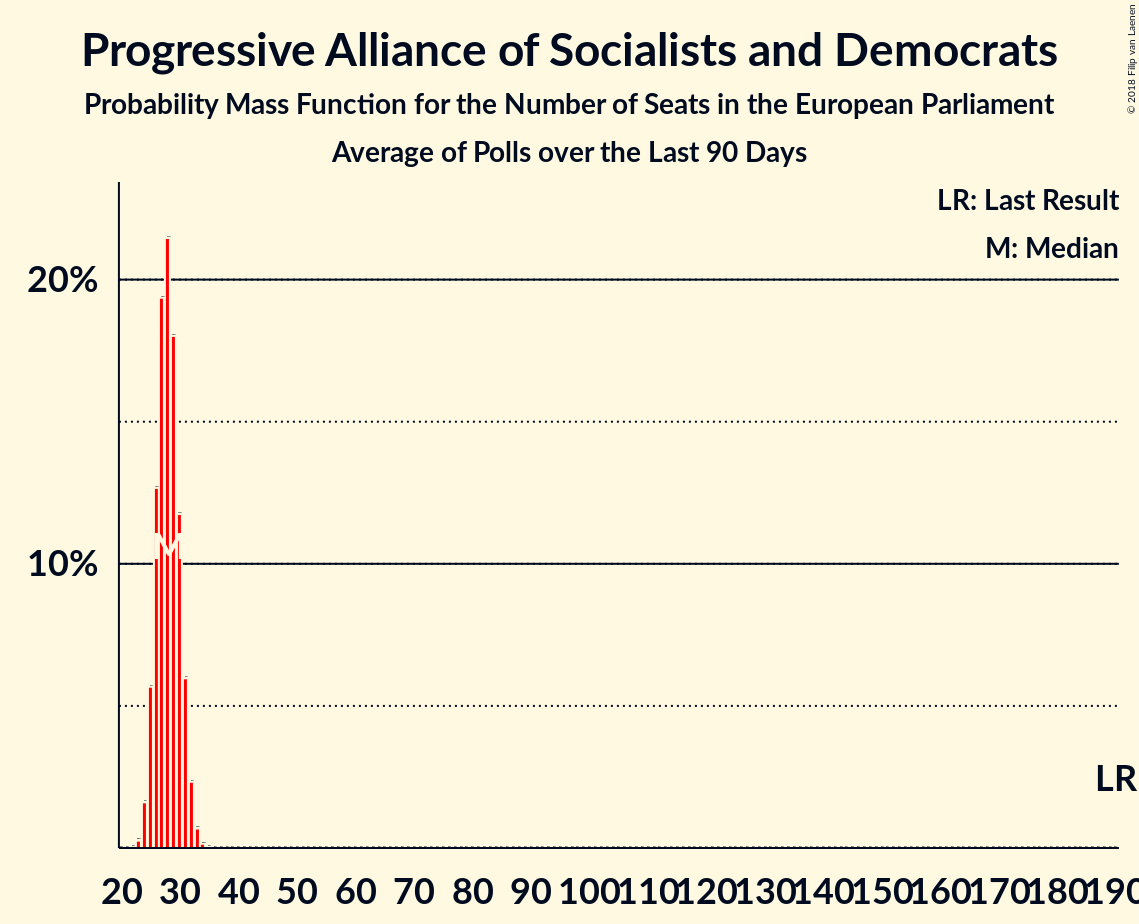 Progressive Alliance of Socialists and Democrats
Probability Mass Function for the Number of Seats in the European Parliament
Average of Polls over the Last 90 Days
© 2018 Filip van Laenen
LR: Last Result
M: Median
20%
10%
M
LR
20 30 40 50 60 70 80 90 100 110 120 130 140 150 160 170 180 190